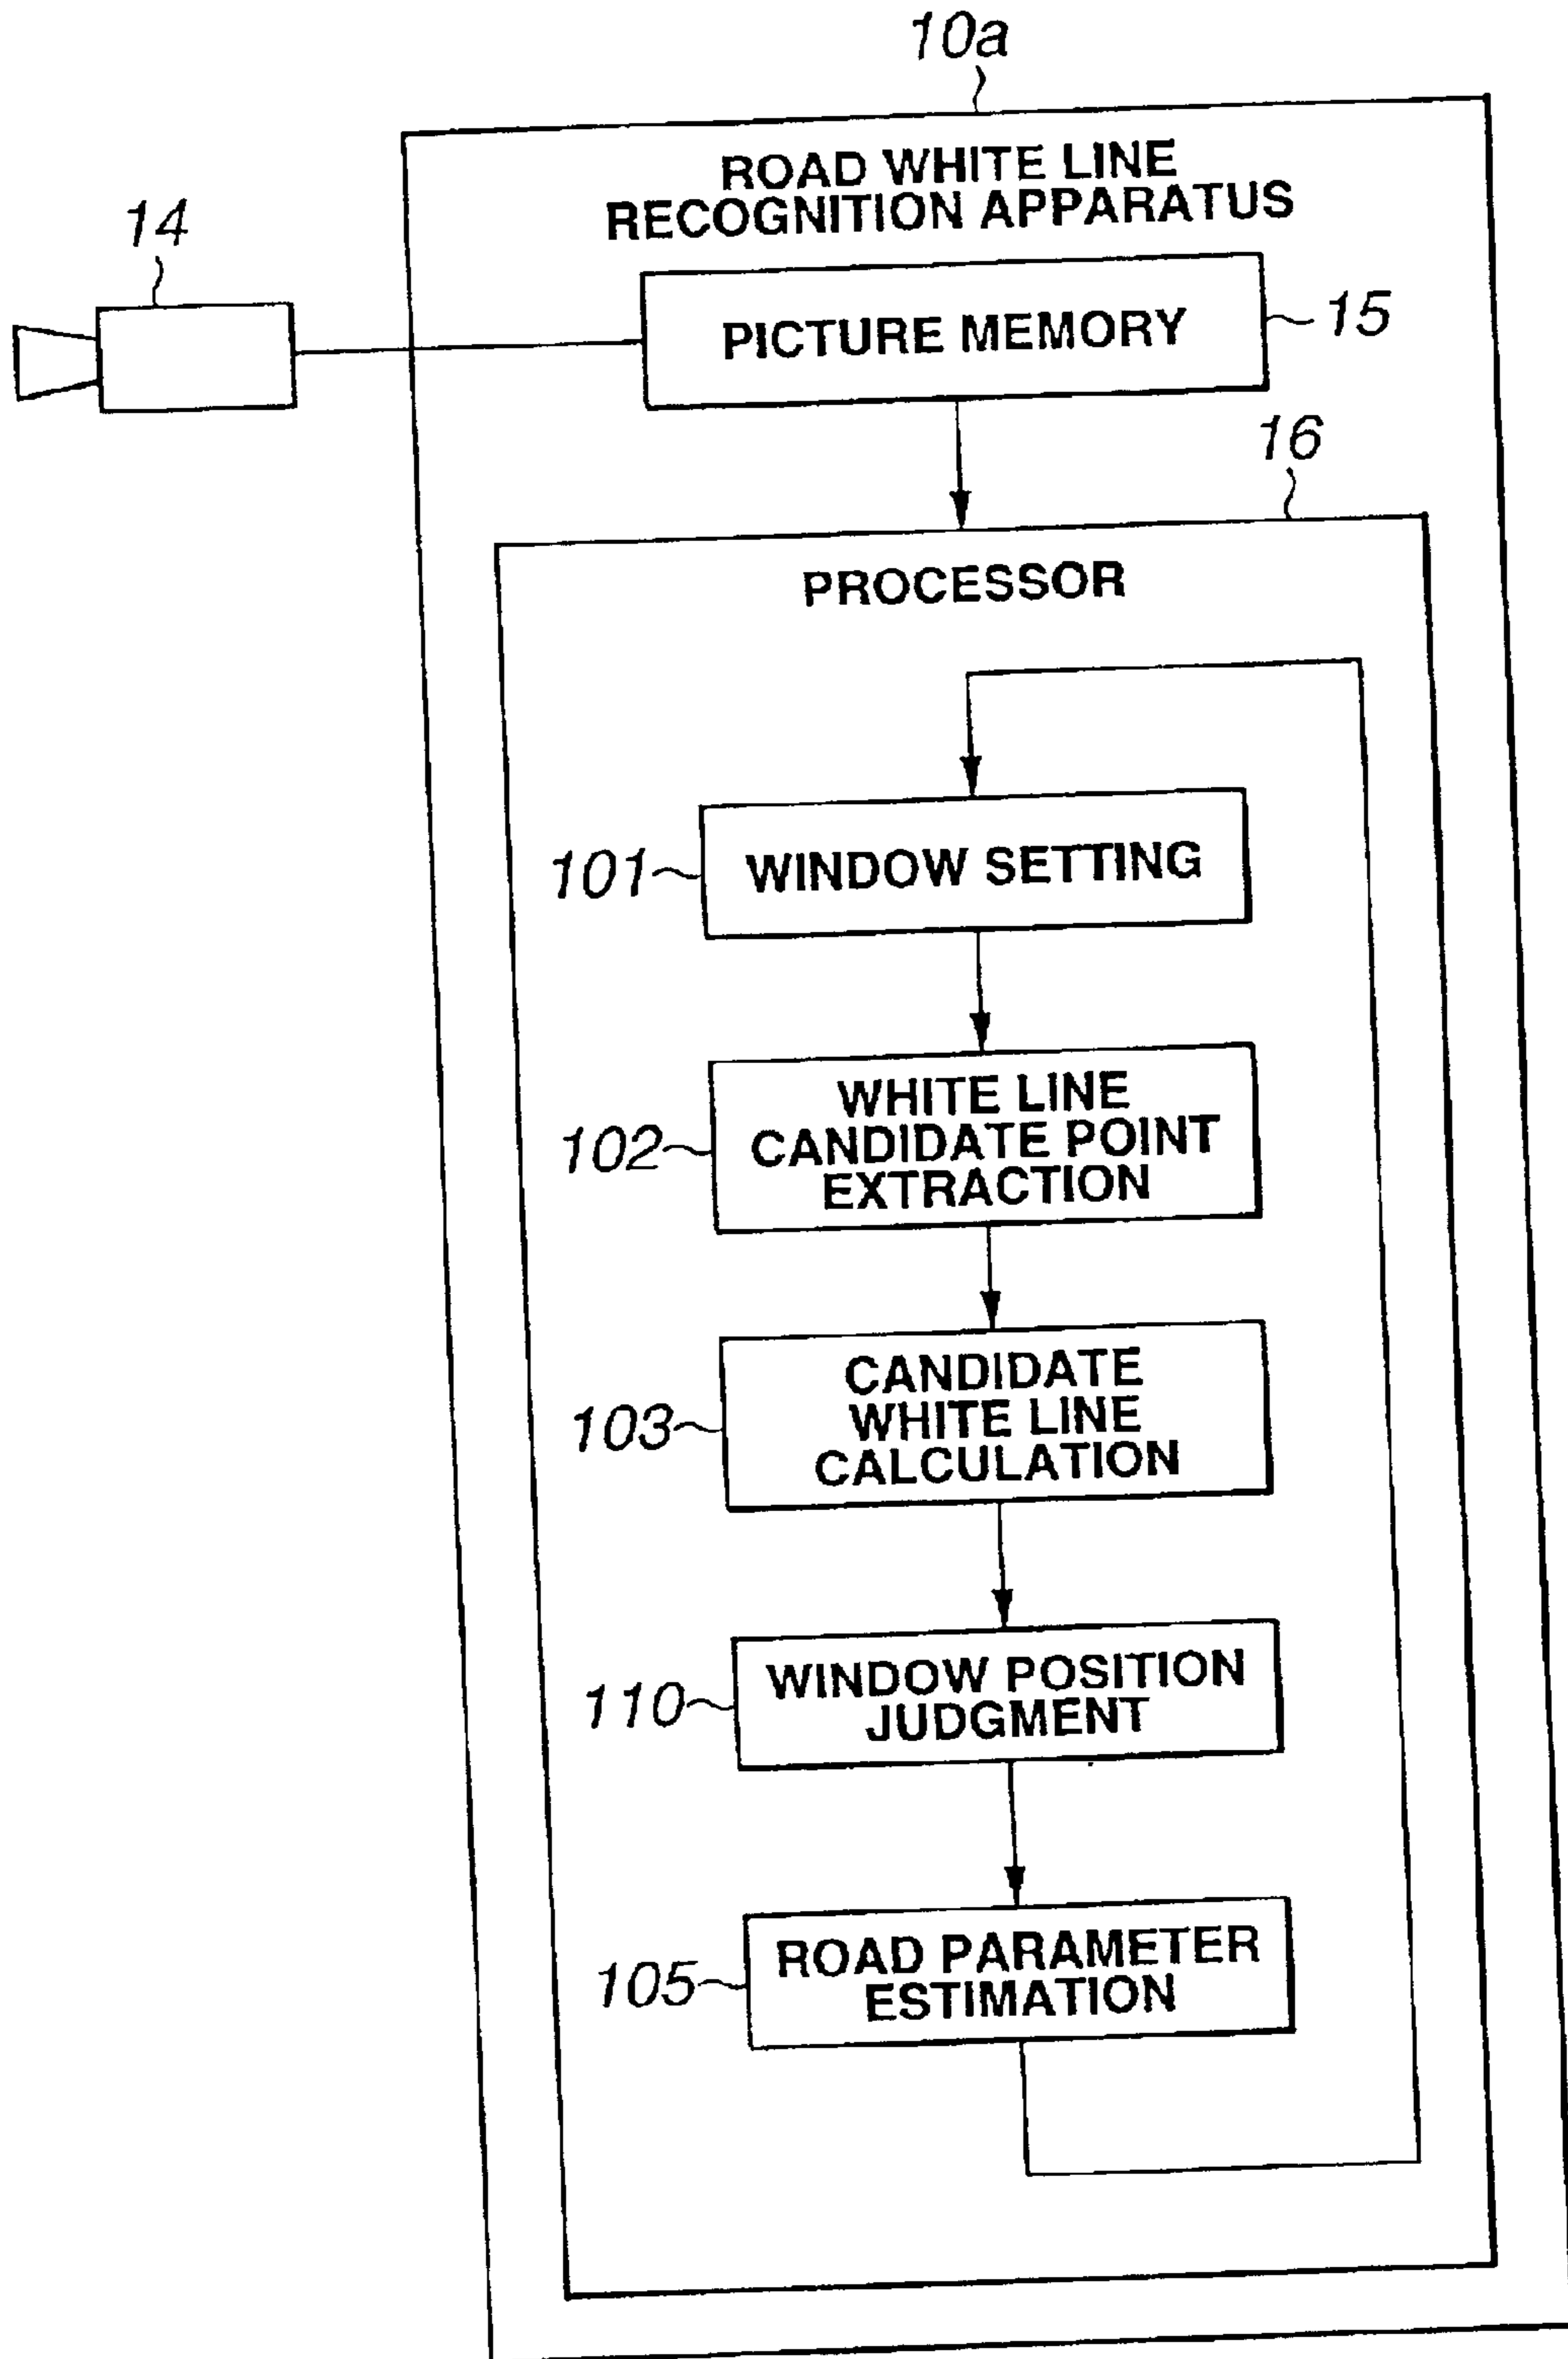 10a
ROAD WHITE LINE
RECOGNITION APPARATUS
14
PICTURE MEMORY
15
16
PROCESSOR
101
WINDOW SETTING
102
WHITE LINE
CANDIDATE POINT
EXTRACTION
103
CANDIDATE
WHITE LINE
CALCULATION
110
WINDOW POSITION
JUDGMENT
105
ROAD PARAMETER
ESTIMATION